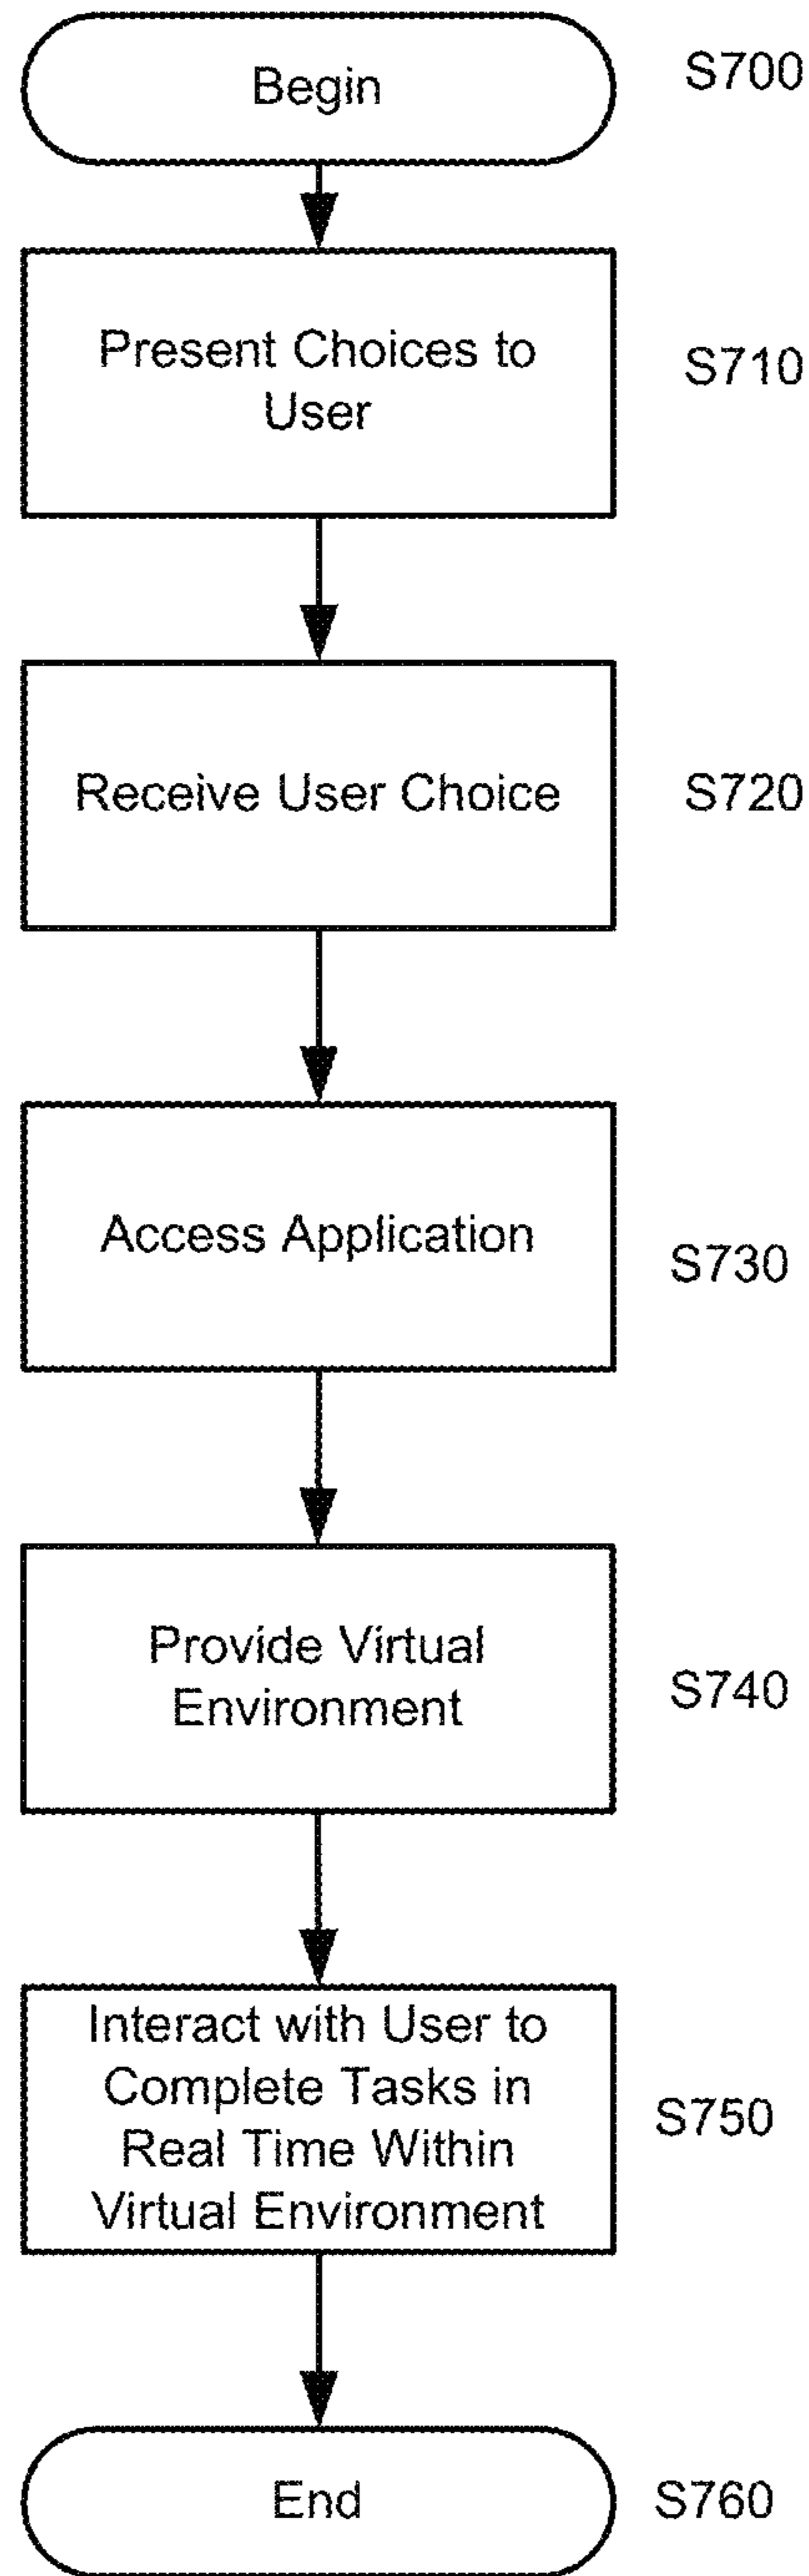 Begin
S700
Present Choices to
User
S710
Receive User Choice
S720
Access Application
S730
Provide Virtual
Environment
S740
Interact with User to
Complete Tasks in
Real Time Within
Virtual Environment
S750
End
S760